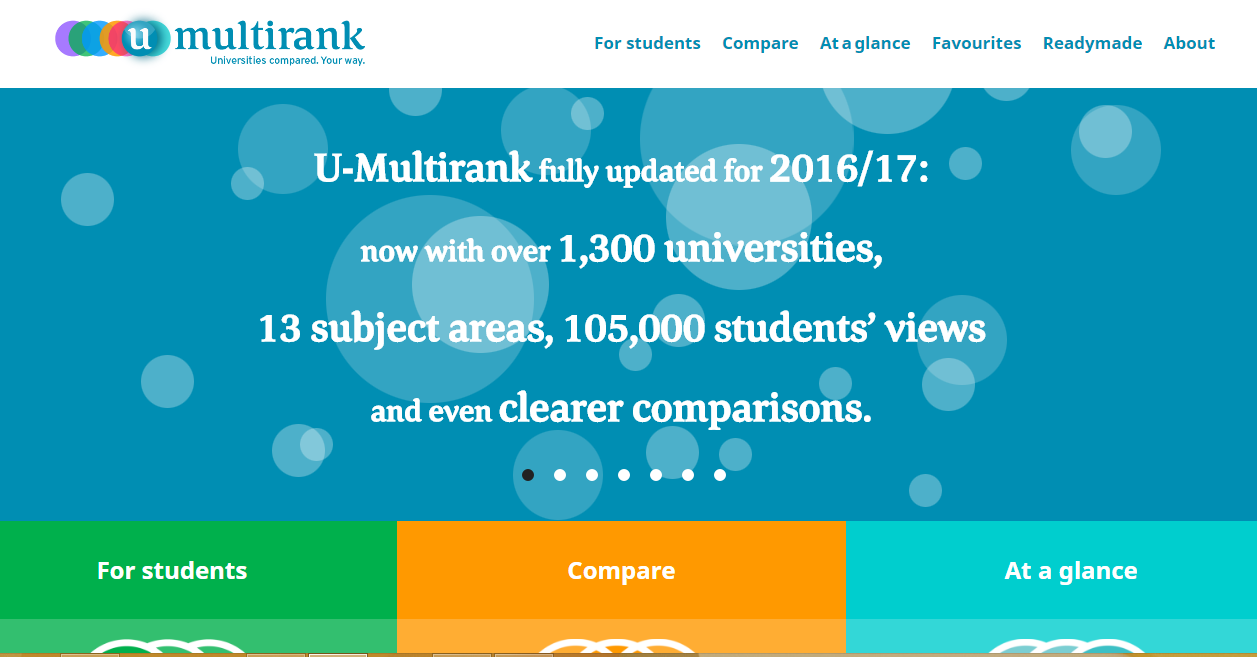 u multirank
Universities compared. Your way.
For students Compare At a glance Favourites Readymade About
U-Multirank fully updated for 2016/17:
now with over 1,300 universities,
13 subject areas, 105,000 students’ views
and even clearer comparisons.
For students Compare At a glance